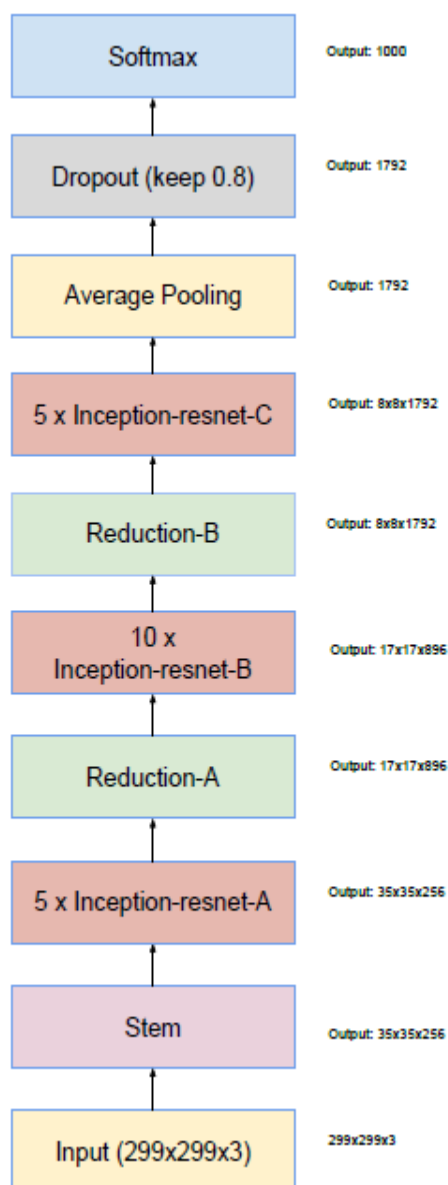 Softmax
Output: 1000
Dropout (keep 0.8)
Output: 1792
Average Pooling
Output: 1792
5 x Inception-resnet-C
Output: 8x8x1792
Reduction-B
Output: 8x8x1792
10 x
Inception-resnet-B
Output: 17x17x896
Reduction-A
Output: 17x17x896
5 x Inception-resnet-A
Output: 35x35x256
Stem
Output: 35x35x256
Input (299x299x3)
299x299x3